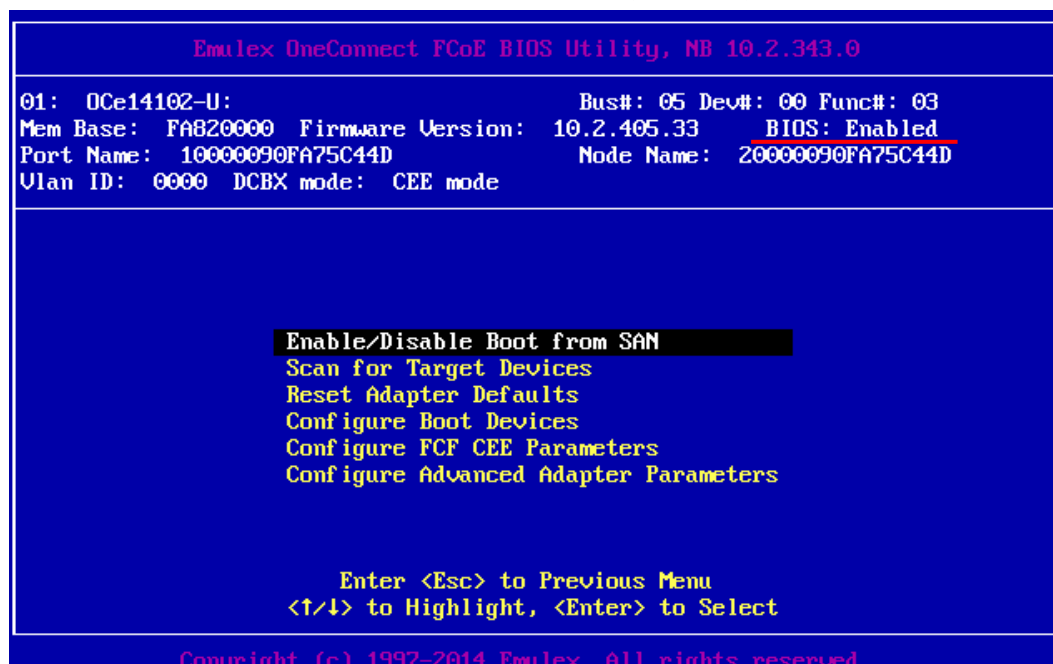 Emulex OneConnect FCoE BIOS Utility, NB 10.2.343.0
01: OCe14102-U: Bus#: 05 Dev#: 00 Func#: 03
Mem Base: FA820000 Firmware Version: 10.2.405.33 BIOS: Enabled
Port Name: 10000090FA75C44D Node Name: 20000090FA75C44D
Vlan ID: 0000 DCBX mode: CEE mode
Enable/Disable Boot from SAN
Scan for Target Devices
Reset Adapter Defaults
Configure Boot Devices
Configure FCF CEE Parameters
Configure Advanced Adapter Parameters
Enter <Esc> to Previous Menu
<↑/↓> to Highlight, <Enter> to Select
Copyright (c) 1997-2014 Emulex. All rights reserved